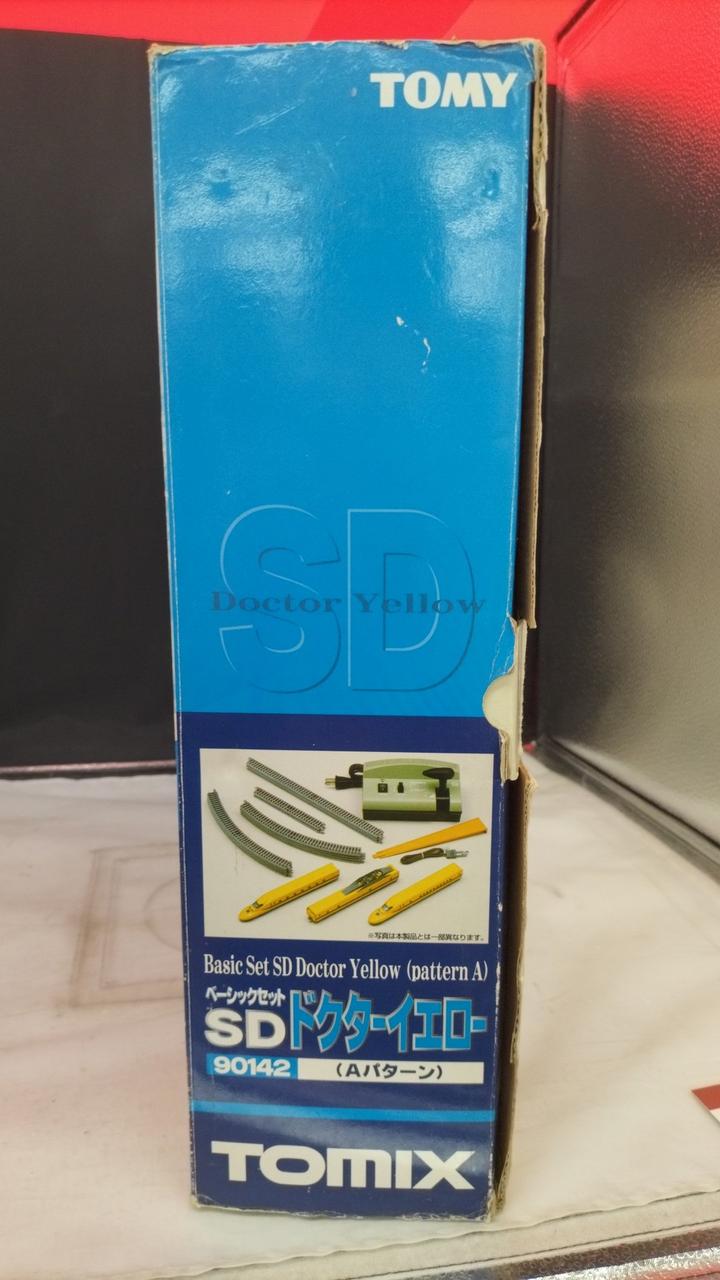 TOMY
SD
Doctor Yellow
※写真は本製品とは一部異なります。
Basic Set SD Doctor Yellow (pattern A)
ベーシックセット
SDドクターイエロー
90142 (Aパターン)
TOMIX